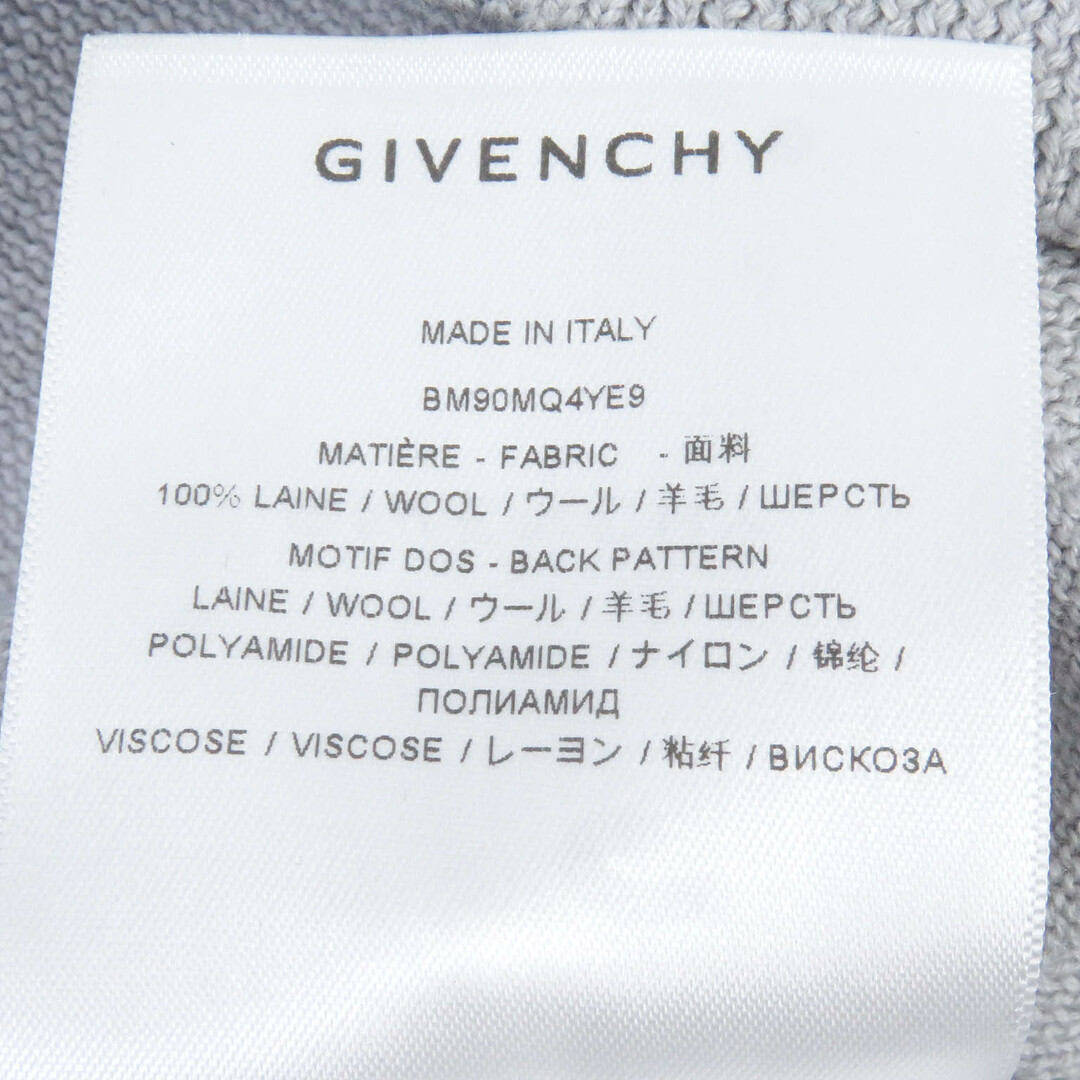 GIVENCHY
MADE IN ITALY
BM90MQ4YE9
MATIÈRE - FABRIC - 面料
100% LAINE / WOOL / ウール / 羊毛 / ШЕРСТЬ
MOTIF DOS - BACK PATTERN
LAINE / WOOL / ウール / 羊毛 / ШЕРСТЬ
POLYAMIDE / POLYAMIDE / ナイロン / 锦纶 /
ПОЛИАМИД
VISCOSE / VISCOSE / レーヨン / 粘纤 / ВИСКОЗА